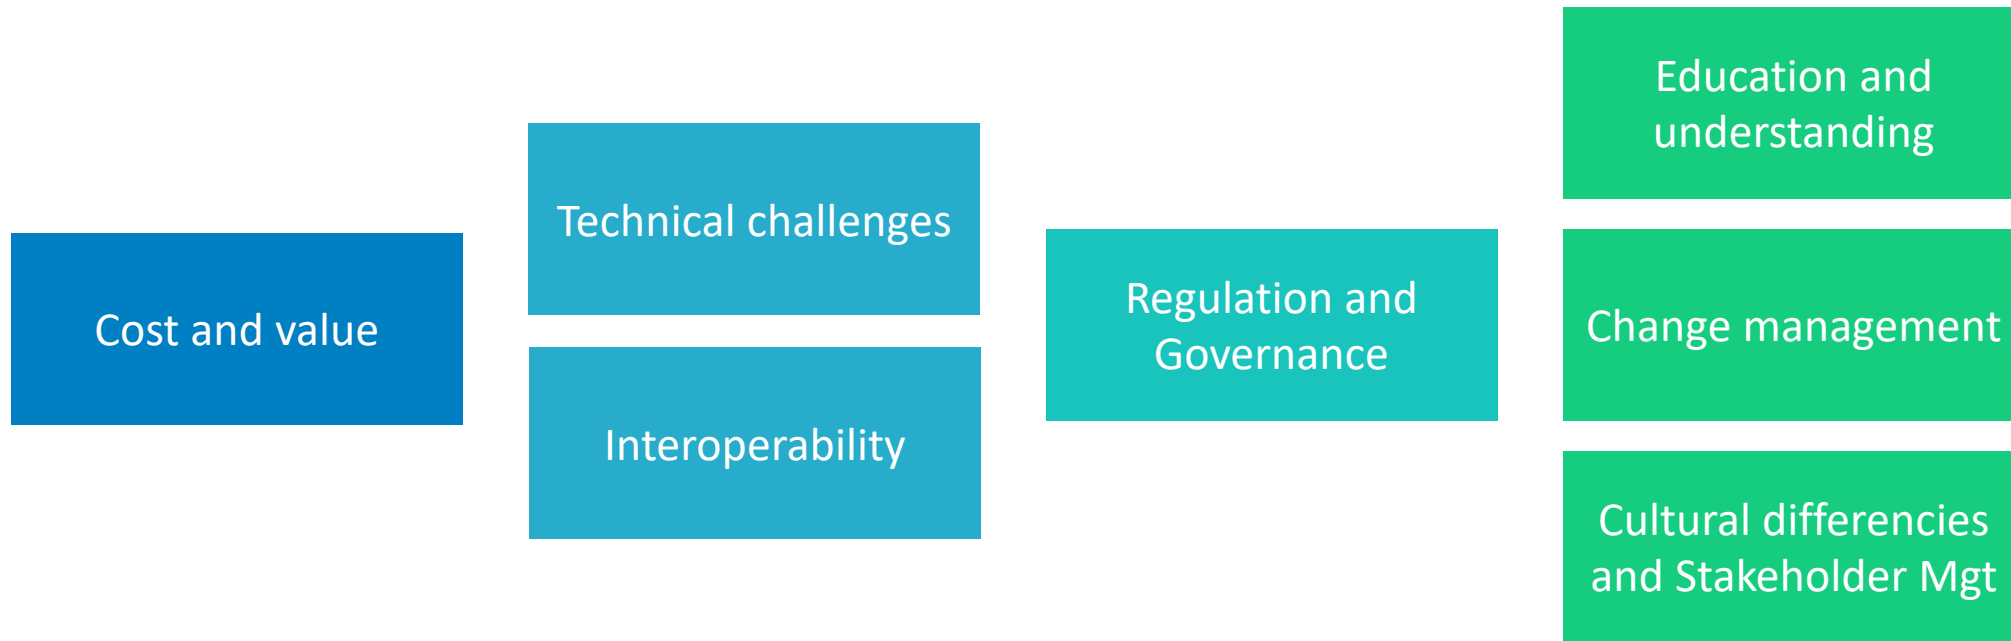 Cost and value
Technical challenges
Interoperability
Regulation and
Governance
Education and
understanding
Change management
Cultural differencies
and Stakeholder Mgt